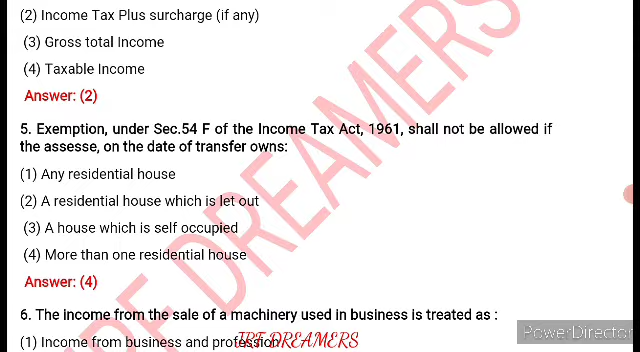 (2) Income Tax Plus surcharge (if any)
(3) Gross total Income
(4) Taxable Income
Answer: (2)
5. Exemption, under Sec.54 F of the Income Tax Act, 1961, shall not be allowed if
the assesse, on the date of transfer owns:
(1) Any residential house
(2) A residential house which is let out
(3) A house which is self occupied
(4) More than one residential house
Answer: (4)
6. The income from the sale of a machinery used in business is treated as :
(1) Income from business and profession
JRF DREAMERS
PowerDirector
JRF DREAMERS